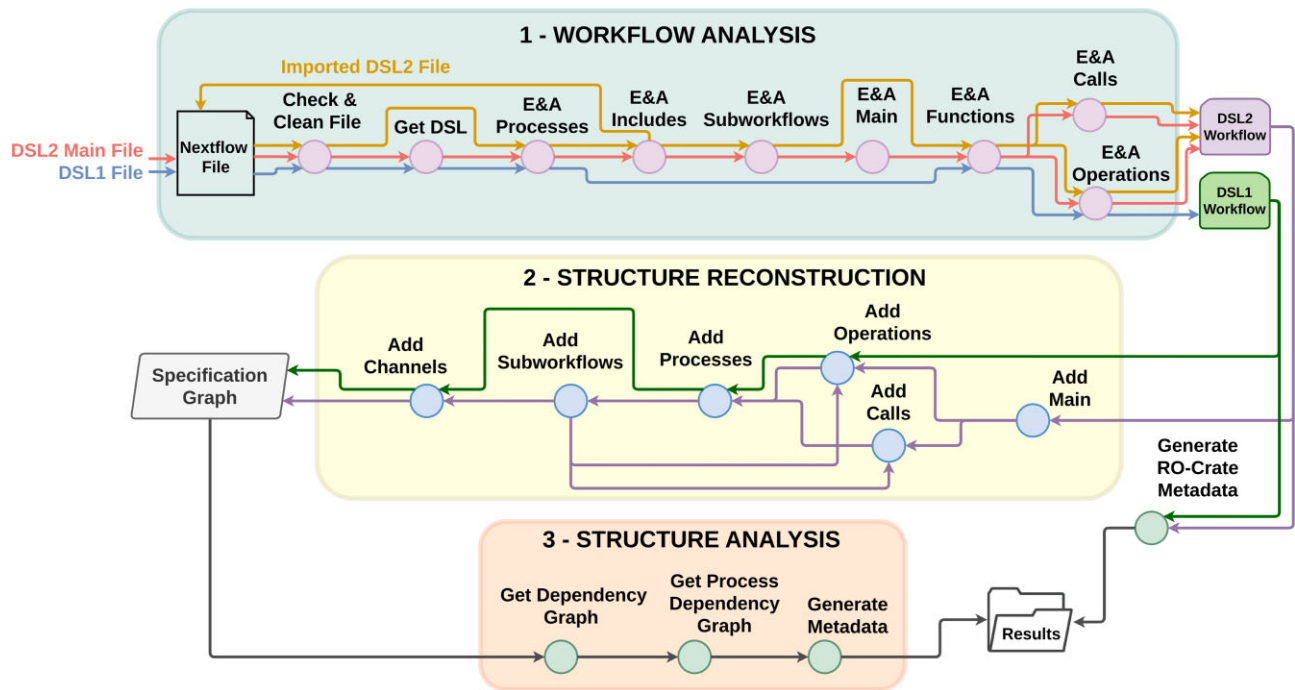 1 - WORKFLOW ANALYSIS
Imported DSL2 File
E&A
Calls
Check &
Clean File
Get DSL
E&A
Processes
E&A
Includes
E&A
Subworkflows
E&A
Main
E&A
Functions
E&A
Operations
DSL2 Main File
DSL1 File
Nextflow
File
DSL2
Workflow
DSL1
Workflow
2 - STRUCTURE RECONSTRUCTION
Specification
Graph
Add
Channels
Add
Subworkflows
Add
Processes
Add
Operations
Add
Calls
Add
Main
Generate
RO-Crate
Metadata
3 - STRUCTURE ANALYSIS
Get Dependency
Graph
Get Process
Dependency
Graph
Generate
Metadata
Results